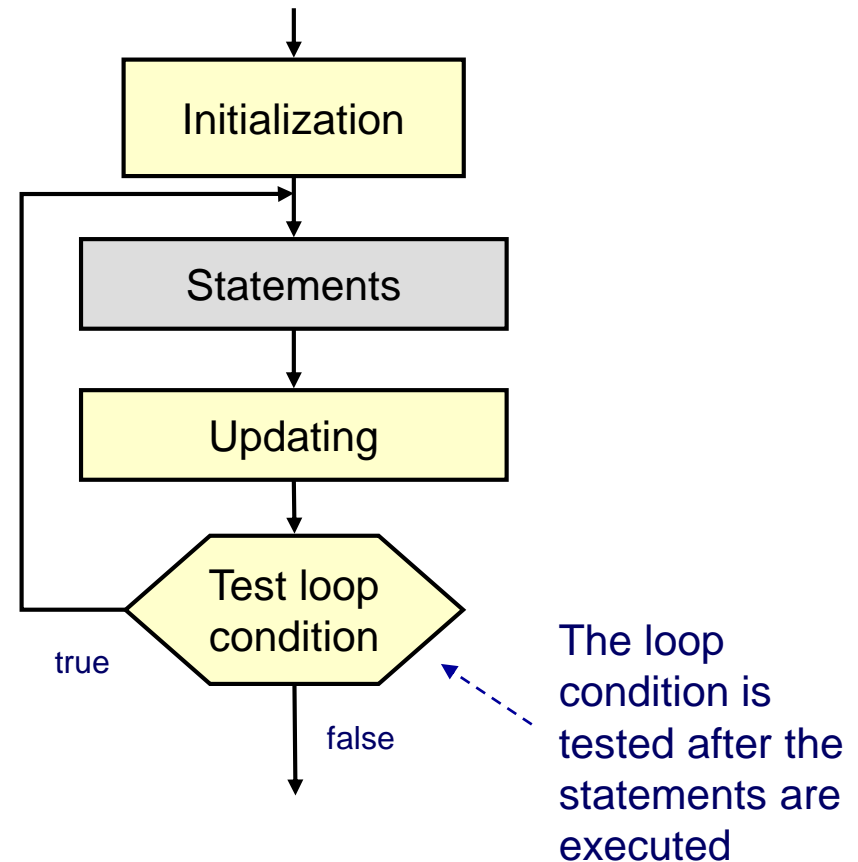 Initialization
Statements
Updating
Test loop
condition
true
false
The loop
condition is
tested after the
statements are
executed